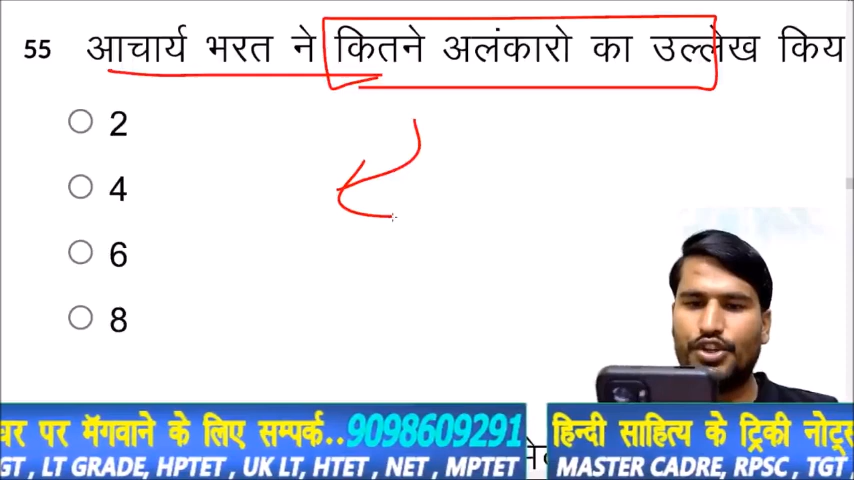 55 आचार्य भरत ने कितने अलंकारो का उल्लेख किय
2
4
6
8
घर पर मॅगवाने के लिए सम्पर्क..9098609291
हिन्दी साहित्य के ट्रिकी नोट्स
GT , LT GRADE, HPTET , UK LT, HTET , NET , MPTET
MASTER CADRE, RPSC , TGT